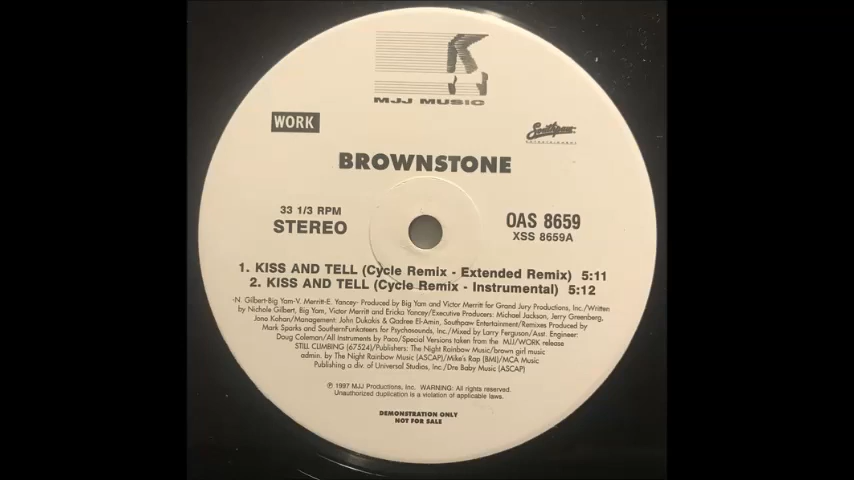 MJJ MUSIC
WORK
Southpaw
ENTERTAINMENT
BROWNSTONE
33 1/3 RPM
STEREO
OAS 8659
XSS 8659A
1. KISS AND TELL (Cycle Remix - Extended Remix) 5:11
2. KISS AND TELL (Cycle Remix - Instrumental) 5:12
-N. Gilbert-Big Yam-V. Merritt-E. Yancey- Produced by Big Yam and Victor Merritt for Grand Jury Productions, Inc./Written
by Nichole Gilbert, Big Yam, Victor Merritt and Ericka Yancey/Executive Producers: Michael Jackson, Jerry Greenberg,
Jono Kohan/Management: John Dukakis & Qadree El-Amin, Southpaw Entertainment/Remixes Produced by
Mark Sparks and SouthernFunkateers for Psychosounds, Inc./Mixed by Larry Ferguson/Asst. Engineer:
Doug Coleman/All Instruments by Paco/Special Versions taken from the MJJ/WORK release
STILL CLIMBING (67524)/Publishers: The Night Rainbow Music/brown girl music
admin. by The Night Rainbow Music (ASCAP)/Mike's Rap (BMI)/MCA Music
Publishing a div. of Universal Studios, Inc./Dre Baby Music (ASCAP)
℗ 1997 MJJ Productions, Inc. WARNING: All rights reserved.
Unauthorized duplication is a violation of applicable laws.
DEMONSTRATION ONLY
NOT FOR SALE